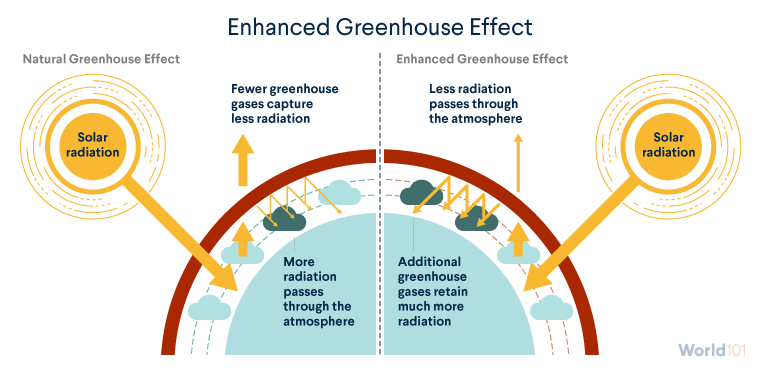 Enhanced Greenhouse Effect
Natural Greenhouse Effect
Enhanced Greenhouse Effect
Fewer greenhouse
gases capture
less radiation
Less radiation
passes through
the atmosphere
Solar
radiation
Solar
radiation
More
radiation
passes
through the
atmosphere
Additional
greenhouse
gases retain
much more
radiation
World101